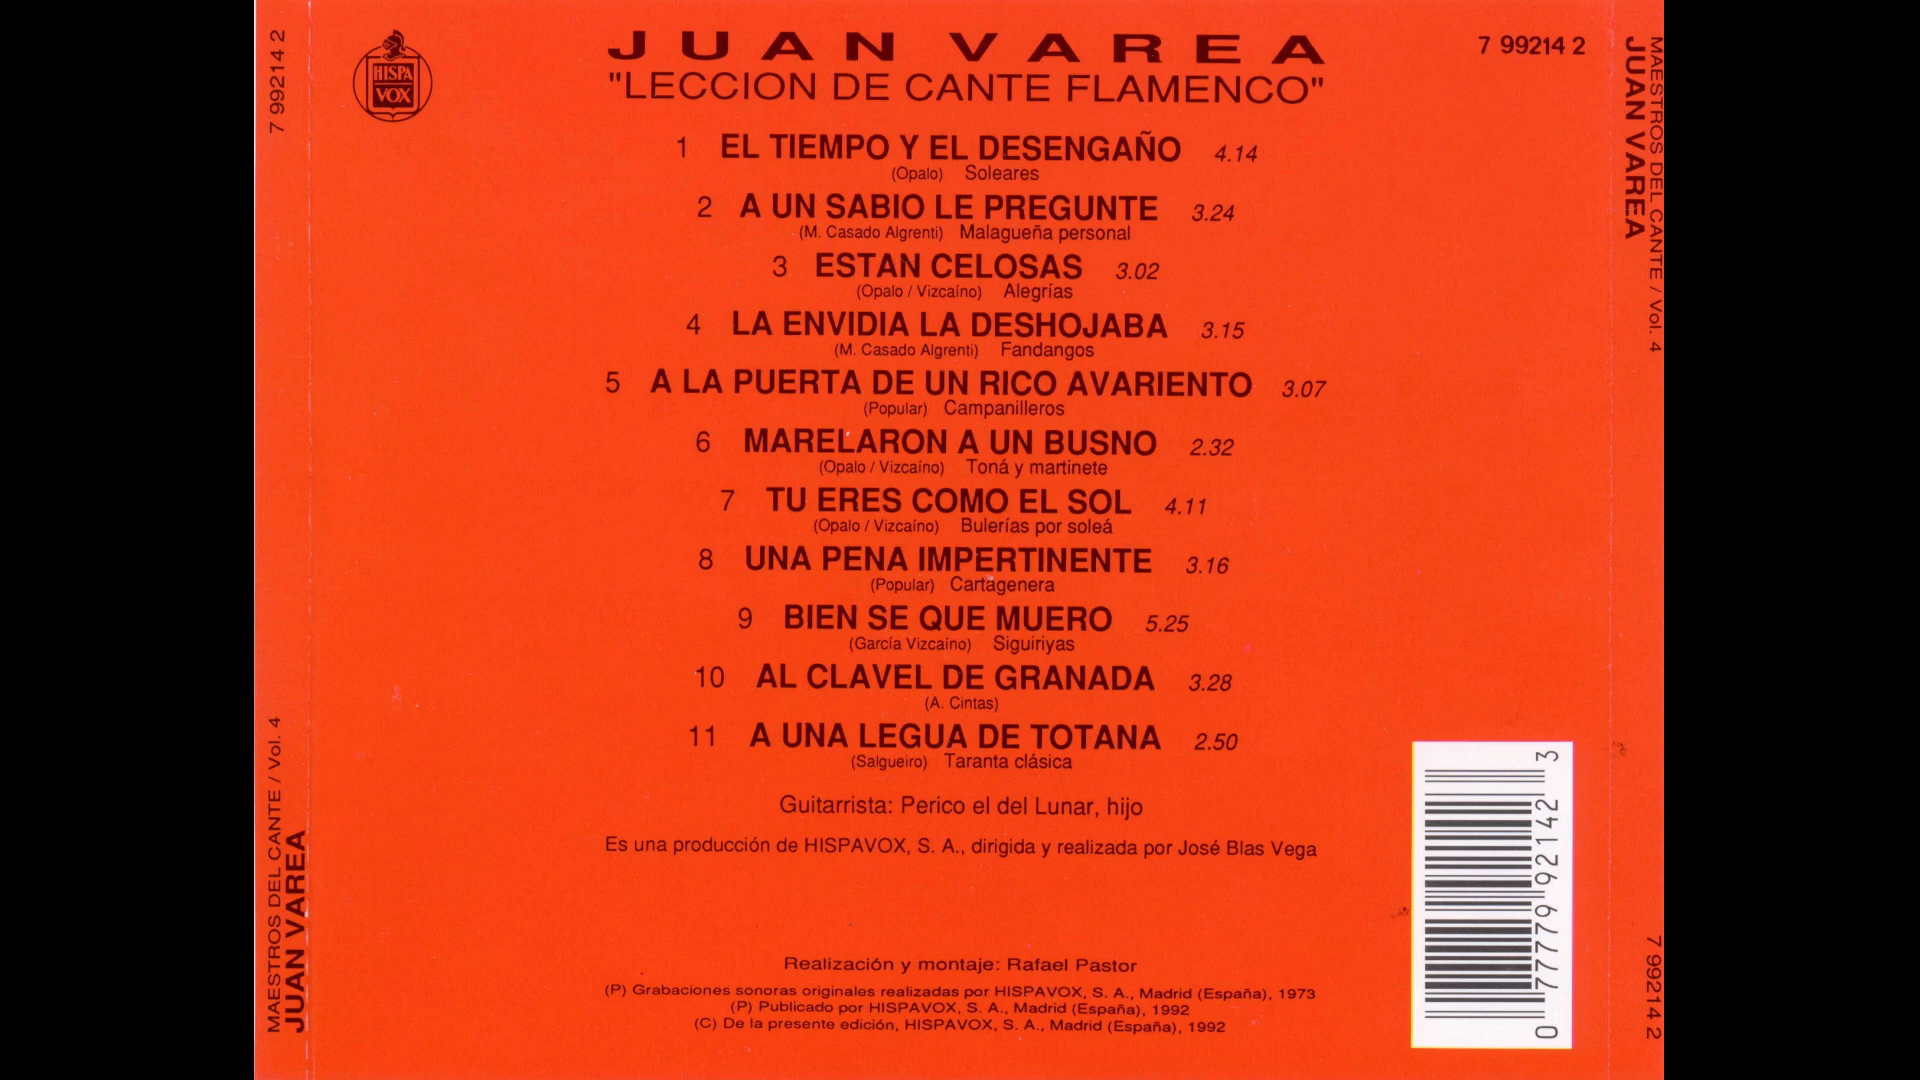 7 99214 2
HISPA
VOX
JUAN VAREA
"LECCION DE CANTE FLAMENCO"
7 99214 2
1 EL TIEMPO Y EL DESENGAÑO 4.14
(Opalo) Soleares
2 A UN SABIO LE PREGUNTE 3.24
(M. Casado Algrenti) Malagueña personal
3 ESTAN CELOSAS 3.02
(Opalo / Vizcaíno) Alegrías
4 LA ENVIDIA LA DESHOJABA 3.15
(M. Casado Algrenti) Fandangos
5 A LA PUERTA DE UN RICO AVARIENTO 3.07
(Popular) Campanilleros
6 MARELARON A UN BUSNO 2.32
(Opalo / Vizcaíno) Toná y martinete
7 TU ERES COMO EL SOL 4.11
(Opalo / Vizcaíno) Bulerías por soleá
8 UNA PENA IMPERTINENTE 3.16
(Popular) Cartagenera
9 BIEN SE QUE MUERO 5.25
(García Vizcaíno) Siguiriyas
10 AL CLAVEL DE GRANADA 3.28
(A. Cintas)
11 A UNA LEGUA DE TOTANA 2.50
(Salgueiro) Taranta clásica
Guitarrista: Perico el del Lunar, hijo
Es una producción de HISPAVOX, S. A., dirigida y realizada por José Blas Vega
Realización y montaje: Rafael Pastor
(P) Grabaciones sonoras originales realizadas por HISPAVOX, S. A., Madrid (España), 1973
(P) Publicado por HISPAVOX, S. A., Madrid (España), 1992
(C) De la presente edición, HISPAVOX, S. A., Madrid (España), 1992
MAESTROS DEL CANTE / Vol. 4
JUAN VAREA
MAESTROS DEL CANTE / Vol. 4
JUAN VAREA
7 99214 2
0 77779 92142 3